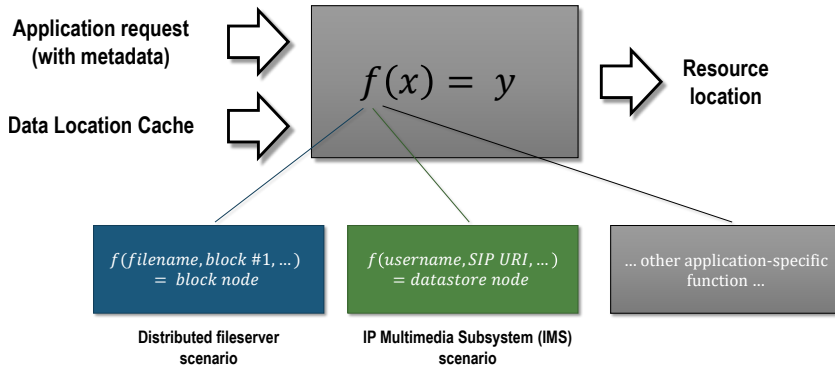 Application request
(with metadata)
Data Location Cache
f(x) = y
Resource
location
f(filename, block #1, …)
= block node
f(username, SIP URI, …)
= datastore node
… other application-specific
function …
Distributed fileserver
scenario
IP Multimedia Subsystem (IMS)
scenario